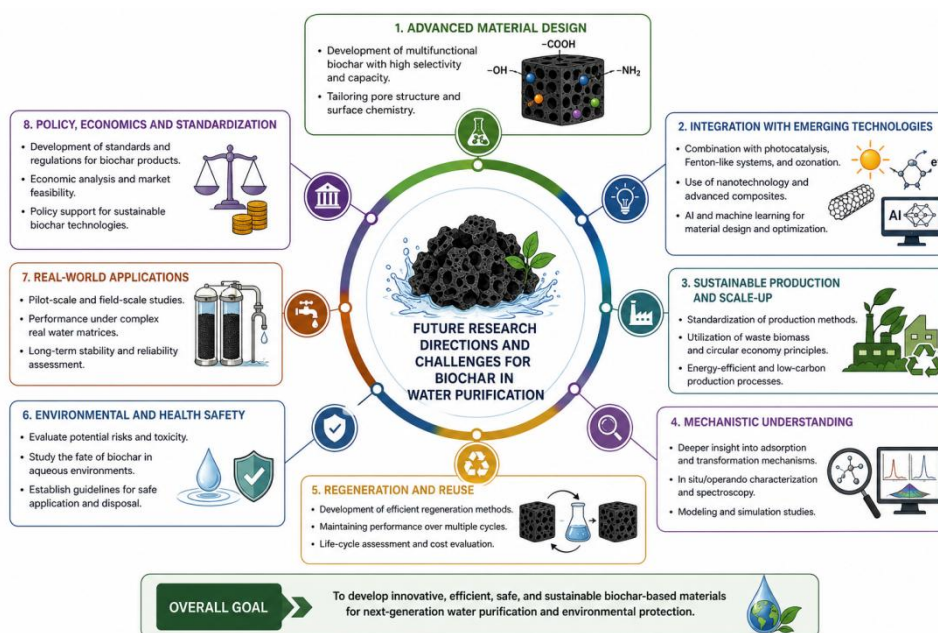 1. ADVANCED MATERIAL DESIGN
• Development of multifunctional
biochar with high selectivity
and capacity.
• Tailoring pore structure and
surface chemistry.
–COOH
–OH
–NH₂
2. INTEGRATION WITH EMERGING TECHNOLOGIES
• Combination with photocatalysis,
Fenton-like systems, and ozonation.
• Use of nanotechnology and
advanced composites.
• AI and machine learning for
material design and optimization.
e
AI
3. SUSTAINABLE PRODUCTION
AND SCALE-UP
• Standardization of production methods.
• Utilization of waste biomass
and circular economy principles.
• Energy-efficient and low-carbon
production processes.
4. MECHANISTIC UNDERSTANDING
• Deeper insight into adsorption
and transformation mechanisms.
• In situ/operando characterization
and spectroscopy.
• Modeling and simulation studies.
5. REGENERATION AND REUSE
• Development of efficient regeneration methods.
• Maintaining performance over multiple cycles.
• Life-cycle assessment and cost evaluation.
6. ENVIRONMENTAL AND HEALTH SAFETY
• Evaluate potential risks and toxicity.
• Study the fate of biochar in
aqueous environments.
• Establish guidelines for safe
application and disposal.
7. REAL-WORLD APPLICATIONS
• Pilot-scale and field-scale studies.
• Performance under complex
real water matrices.
• Long-term stability and reliability
assessment.
8. POLICY, ECONOMICS AND STANDARDIZATION
• Development of standards and
regulations for biochar products.
• Economic analysis and market
feasibility.
• Policy support for sustainable
biochar technologies.
FUTURE RESEARCH
DIRECTIONS AND
CHALLENGES FOR
BIOCHAR IN
WATER PURIFICATION
OVERALL GOAL
To develop innovative, efficient, safe, and sustainable biochar-based materials
for next-generation water purification and environmental protection.